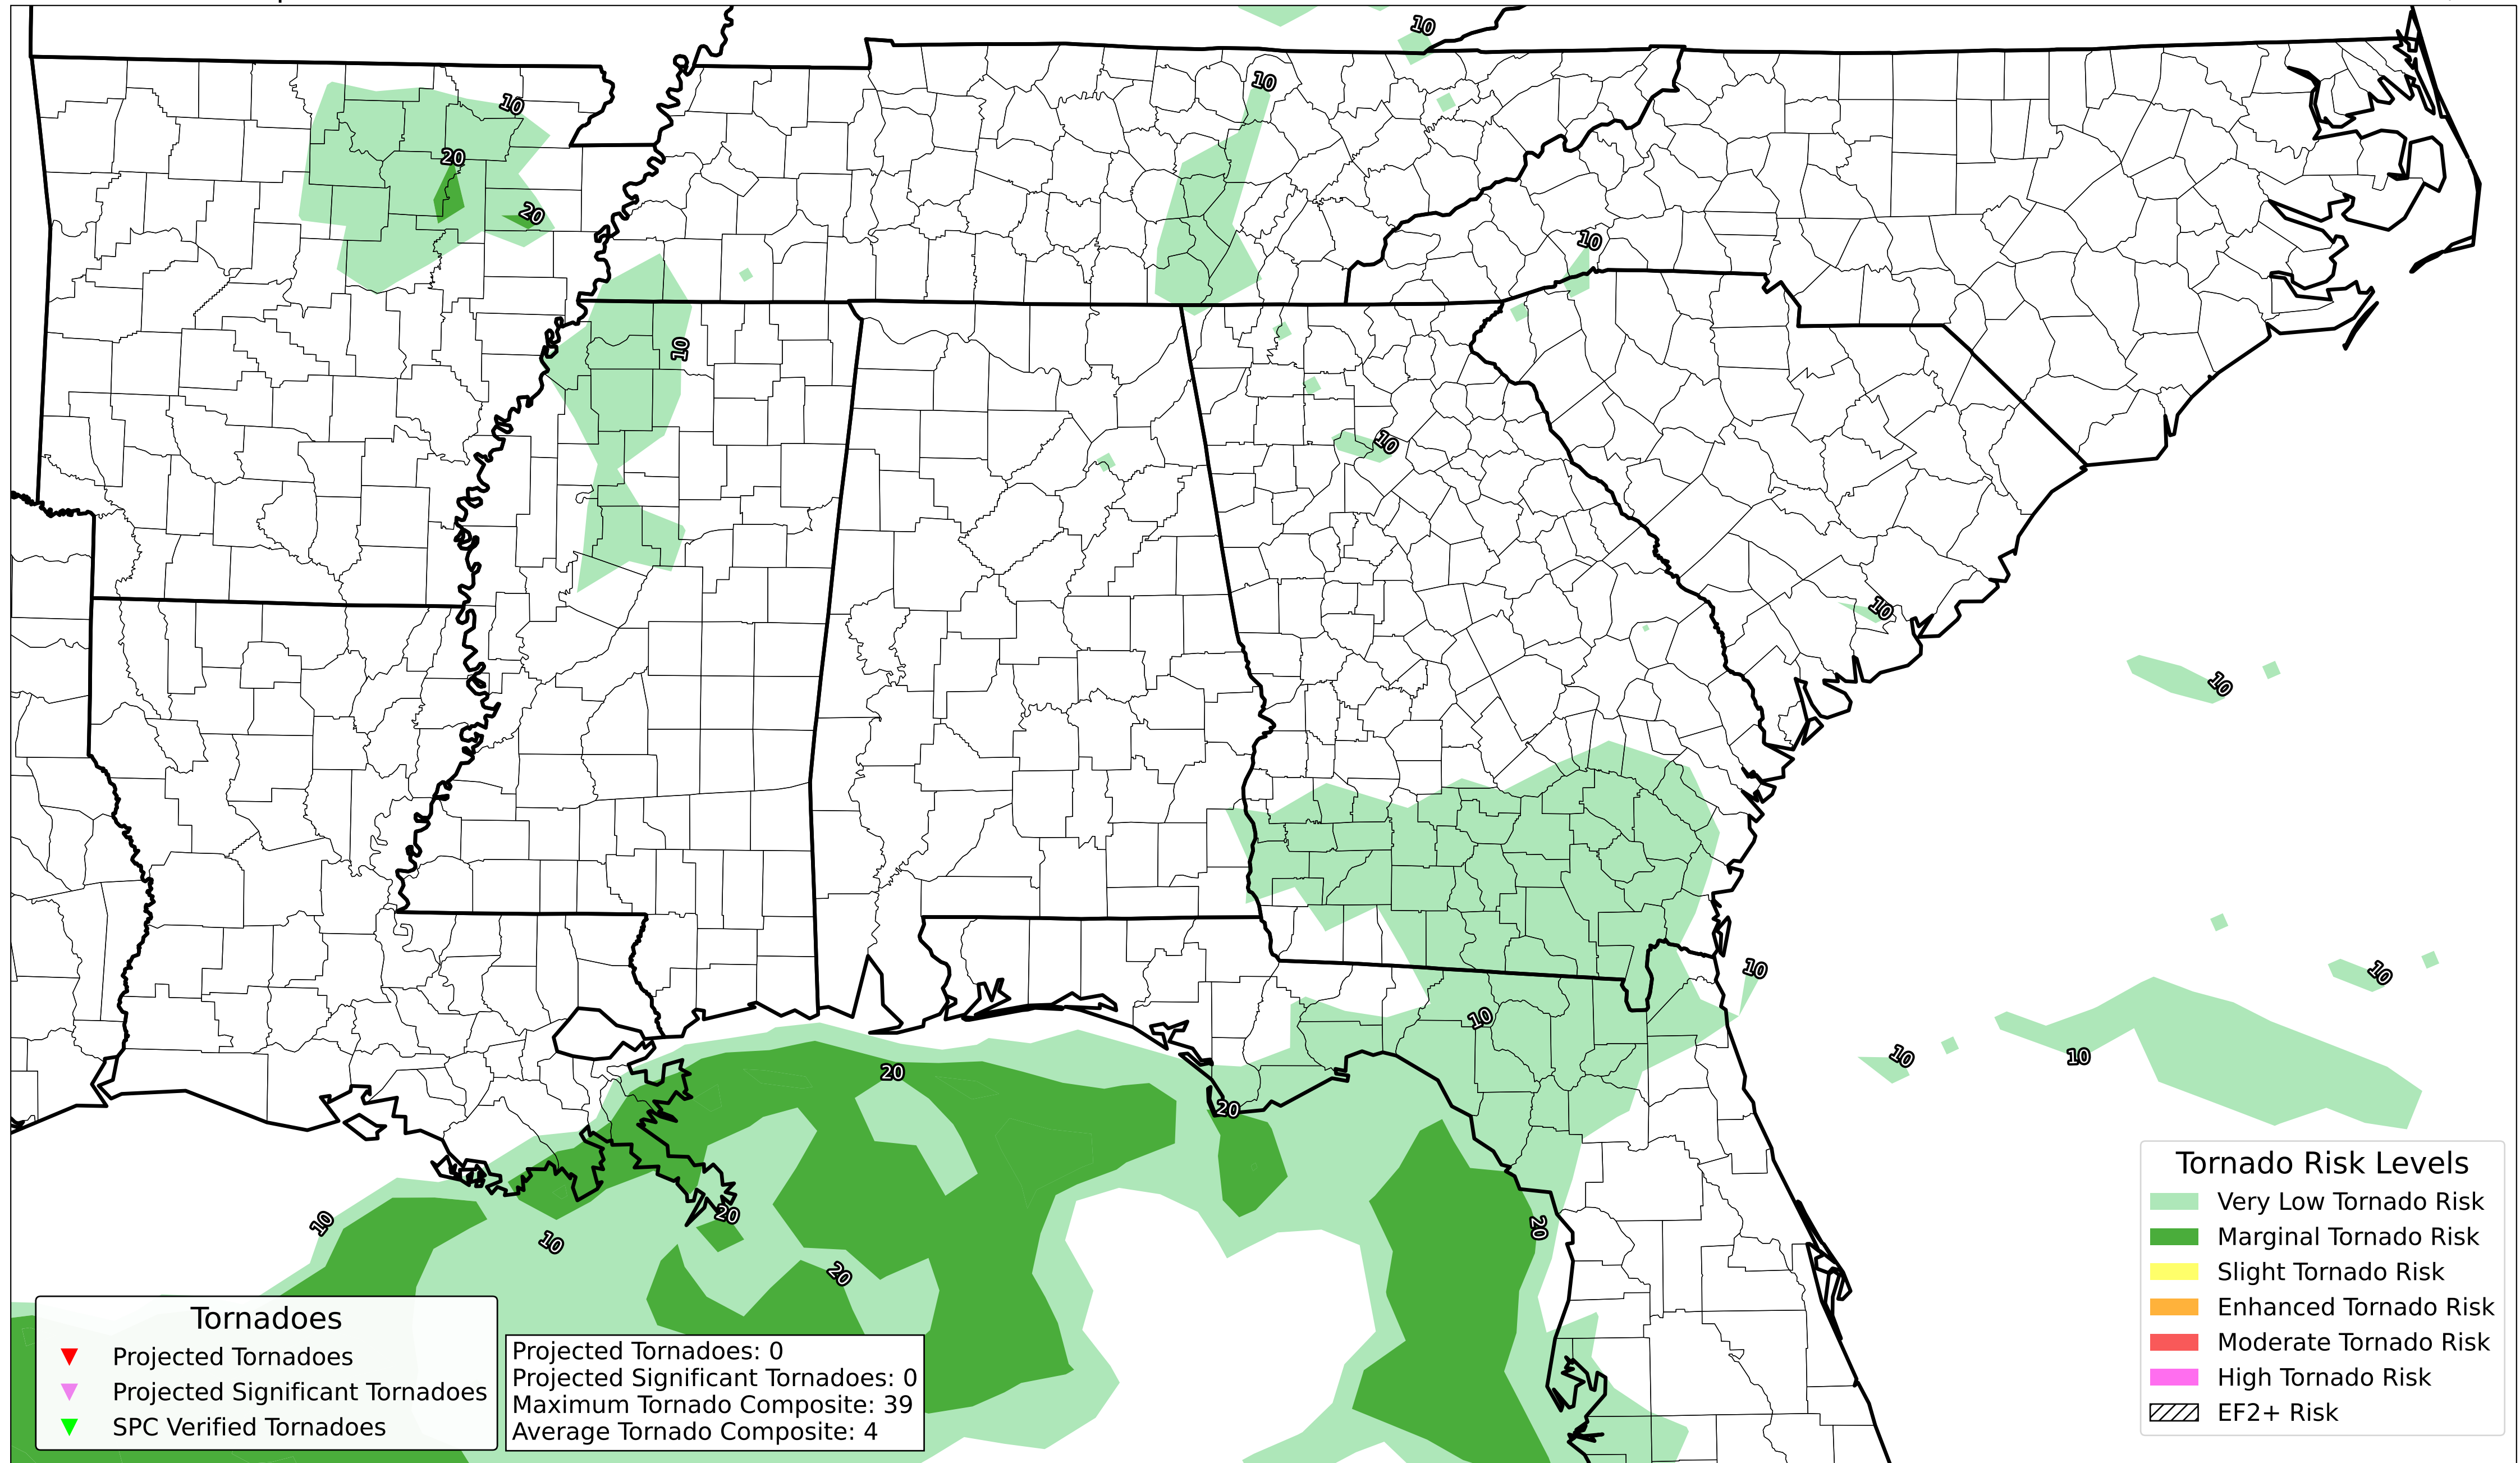 10
10
10
20
20
10
10
10
10
10
10
10
10
10
10
20
20
20
20
10
10
20
Tornado Risk Levels
Very Low Tornado Risk
Marginal Tornado Risk
Slight Tornado Risk
Enhanced Tornado Risk
Moderate Tornado Risk
High Tornado Risk
EF2+ Risk
Tornadoes
Projected Tornadoes
Projected Significant Tornadoes
SPC Verified Tornadoes
Projected Tornadoes: 0
Projected Significant Tornadoes: 0
Maximum Tornado Composite: 39
Average Tornado Composite: 4